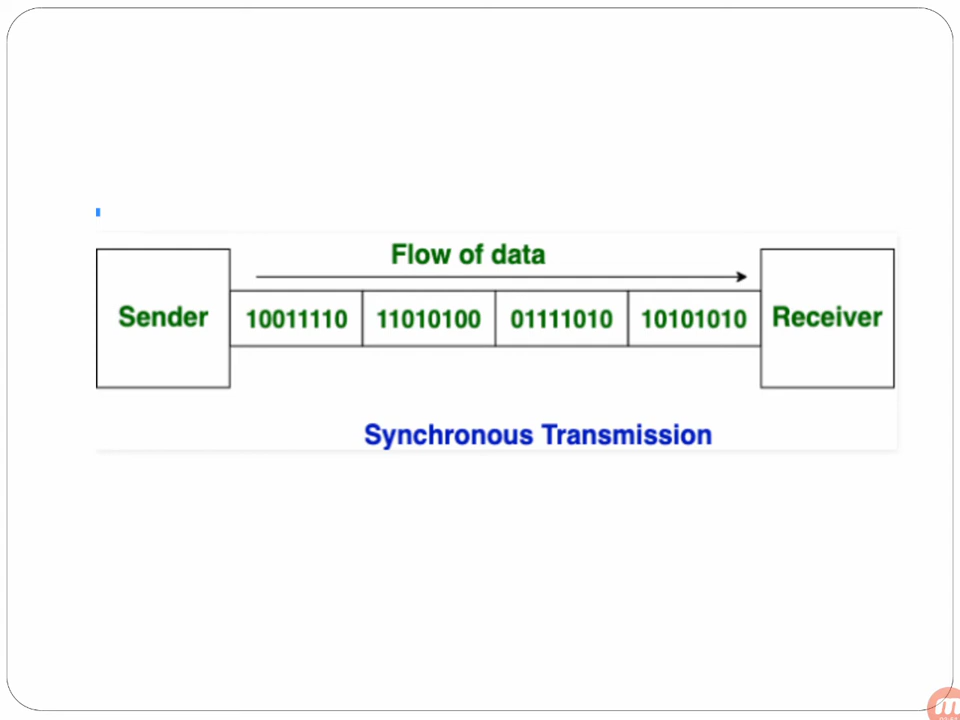 Flow of data
Sender 10011110 11010100 01111010 10101010 Receiver
Synchronous Transmission